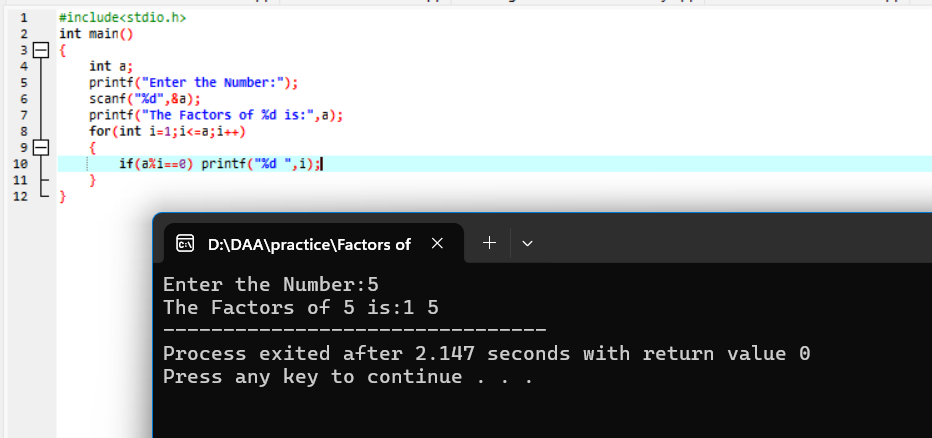 1 #include<stdio.h>
2 int main()
3 {
4 int a;
5 printf("Enter the Number:");
6 scanf("%d",&a);
7 printf("The Factors of %d is:",a);
8 for(int i=1;i<=a;i++)
9 {
10 if(a%i==0) printf("%d ",i);
11 }
12 }
D:\DAA\practice\Factors of
Enter the Number:5
The Factors of 5 is:1 5
--------------------------------
Process exited after 2.147 seconds with return value 0
Press any key to continue . . .